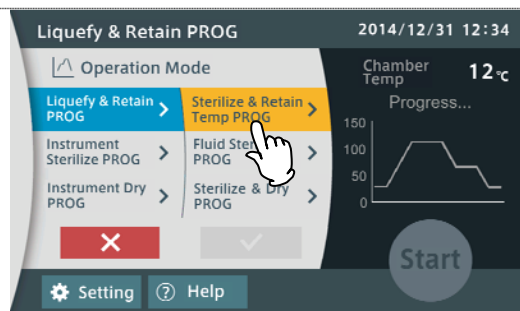 Liquefy & Retain PROG
2014/12/31 12:34
Operation Mode
Liquefy & Retain
PROG
Sterilize & Retain
Temp PROG
Instrument
Sterilize PROG
Fluid
PROG
Instrument Dry
PROG
Sterilize & Dry
PROG
Chamber
Temp
12℃
Progress...
150
100
50
0
Start
Setting
? Help